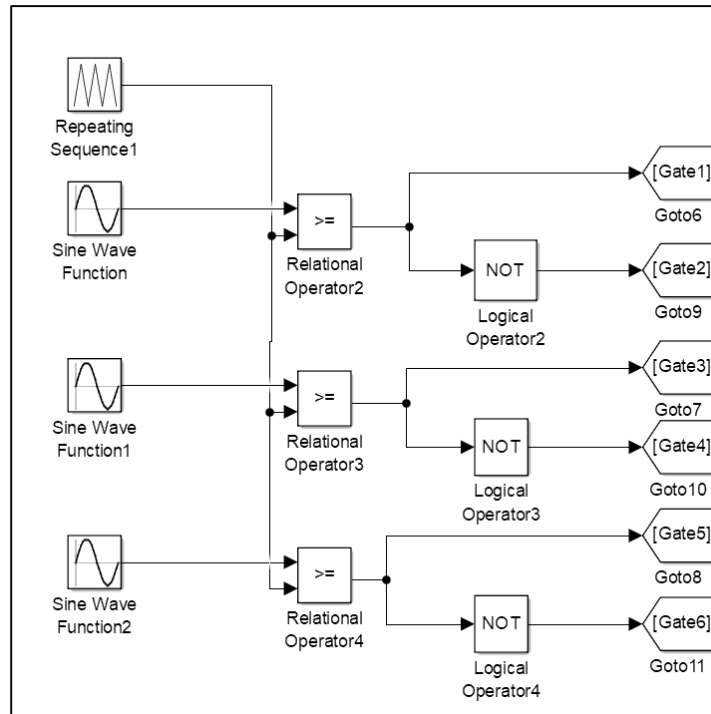 Repeating
Sequence1
Sine Wave
Function
>=
Relational
Operator2
[Gate1]
Goto6
NOT
Logical
Operator2
[Gate2]
Goto9
Sine Wave
Function1
>=
Relational
Operator3
[Gate3]
Goto7
NOT
Logical
Operator3
[Gate4]
Goto10
Sine Wave
Function2
>=
Relational
Operator4
[Gate5]
Goto8
NOT
Logical
Operator4
[Gate6]
Goto11